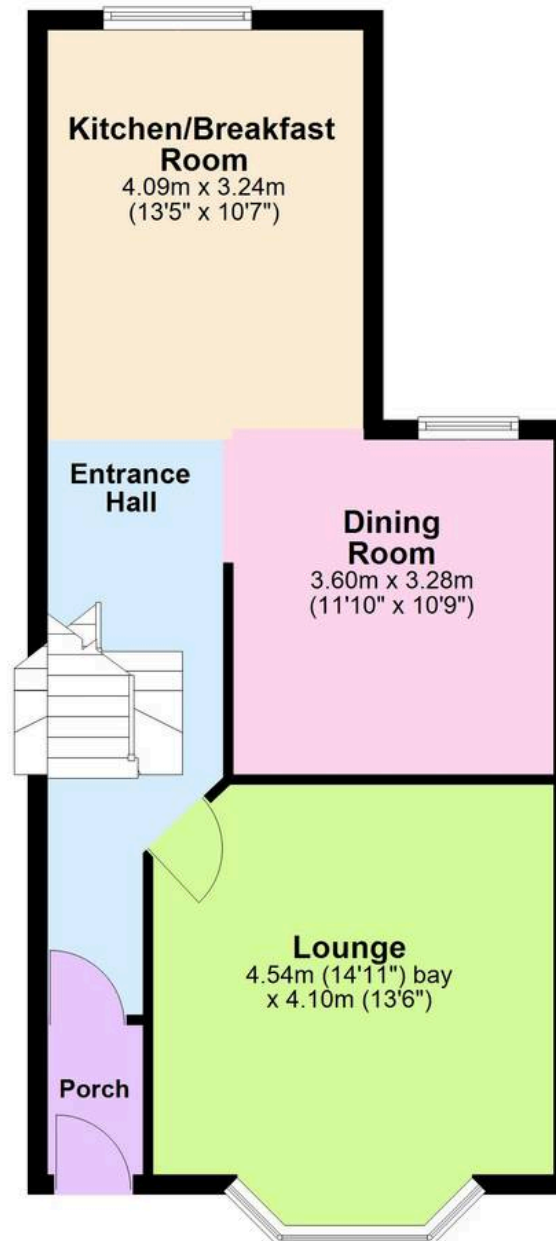 Kitchen/Breakfast
Room
4.09m x 3.24m
(13'5" x 10'7")
Entrance
Hall
Dining
Room
3.60m x 3.28m
(11'10" x 10'9")
Lounge
4.54m (14'11") bay
x 4.10m (13'6")
Porch